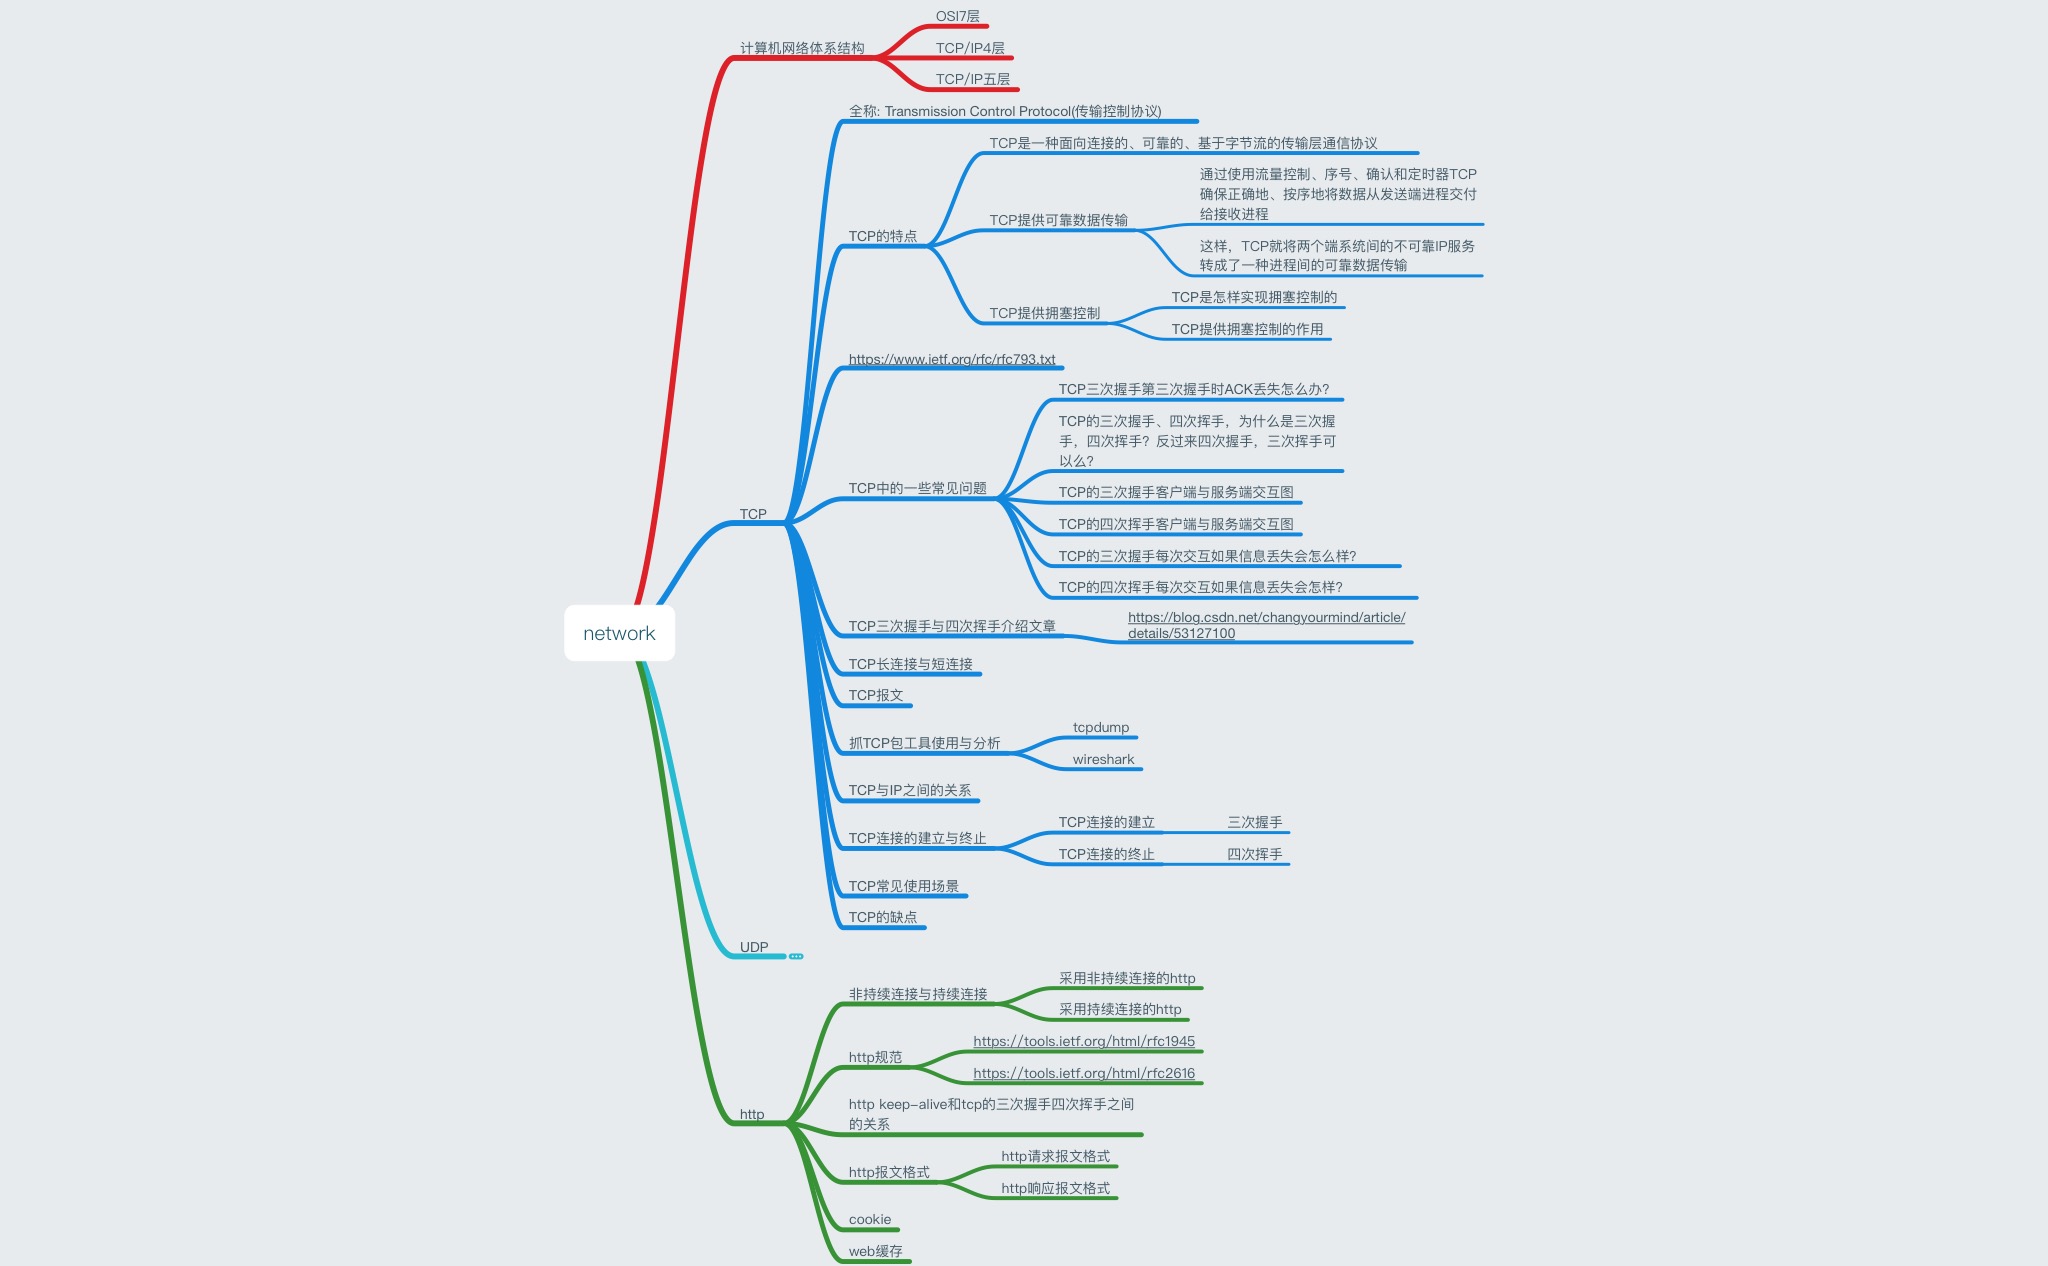 OSI7层
计算机网络体系结构
TCP/IP4层
TCP/IP五层
全称: Transmission Control Protocol(传输控制协议)
TCP是一种面向连接的、可靠的、基于字节流的传输层通信协议
通过使用流量控制、序号、确认和定时器TCP
确保正确地、按序地将数据从发送端进程交付
给接收进程
TCP提供可靠数据传输
TCP的特点
这样，TCP就将两个端系统间的不可靠IP服务
转成了一种进程间的可靠数据传输
TCP是怎样实现拥塞控制的
TCP提供拥塞控制
TCP提供拥塞控制的作用
https://www.ietf.org/rfc/rfc793.txt
TCP三次握手第三次握手时ACK丢失怎么办?
TCP的三次握手、四次挥手，为什么是三次握
手，四次挥手？反过来四次握手，三次挥手可
以么?
TCP中的一些常见问题
TCP的三次握手客户端与服务端交互图
TCP
TCP的四次挥手客户端与服务端交互图
TCP的三次握手每次交互如果信息丢失会怎么样?
TCP的四次挥手每次交互如果信息丢失会怎样?
TCP三次握手与四次挥手介绍文章
https://blog.csdn.net/changyourmind/article/
details/53127100
network
TCP长连接与短连接
TCP报文
tcpdump
抓TCP包工具使用与分析
wireshark
TCP与IP之间的关系
TCP连接的建立
三次握手
TCP连接的建立与终止
TCP连接的终止
四次挥手
TCP常见使用场景
TCP的缺点
UDP
采用非持续连接的http
非持续连接与持续连接
采用持续连接的http
https://tools.ietf.org/html/rfc1945
http规范
https://tools.ietf.org/html/rfc2616
http keep-alive和tcp的三次握手四次挥手之间
的关系
http
http请求报文格式
http报文格式
http响应报文格式
cookie
web缓存